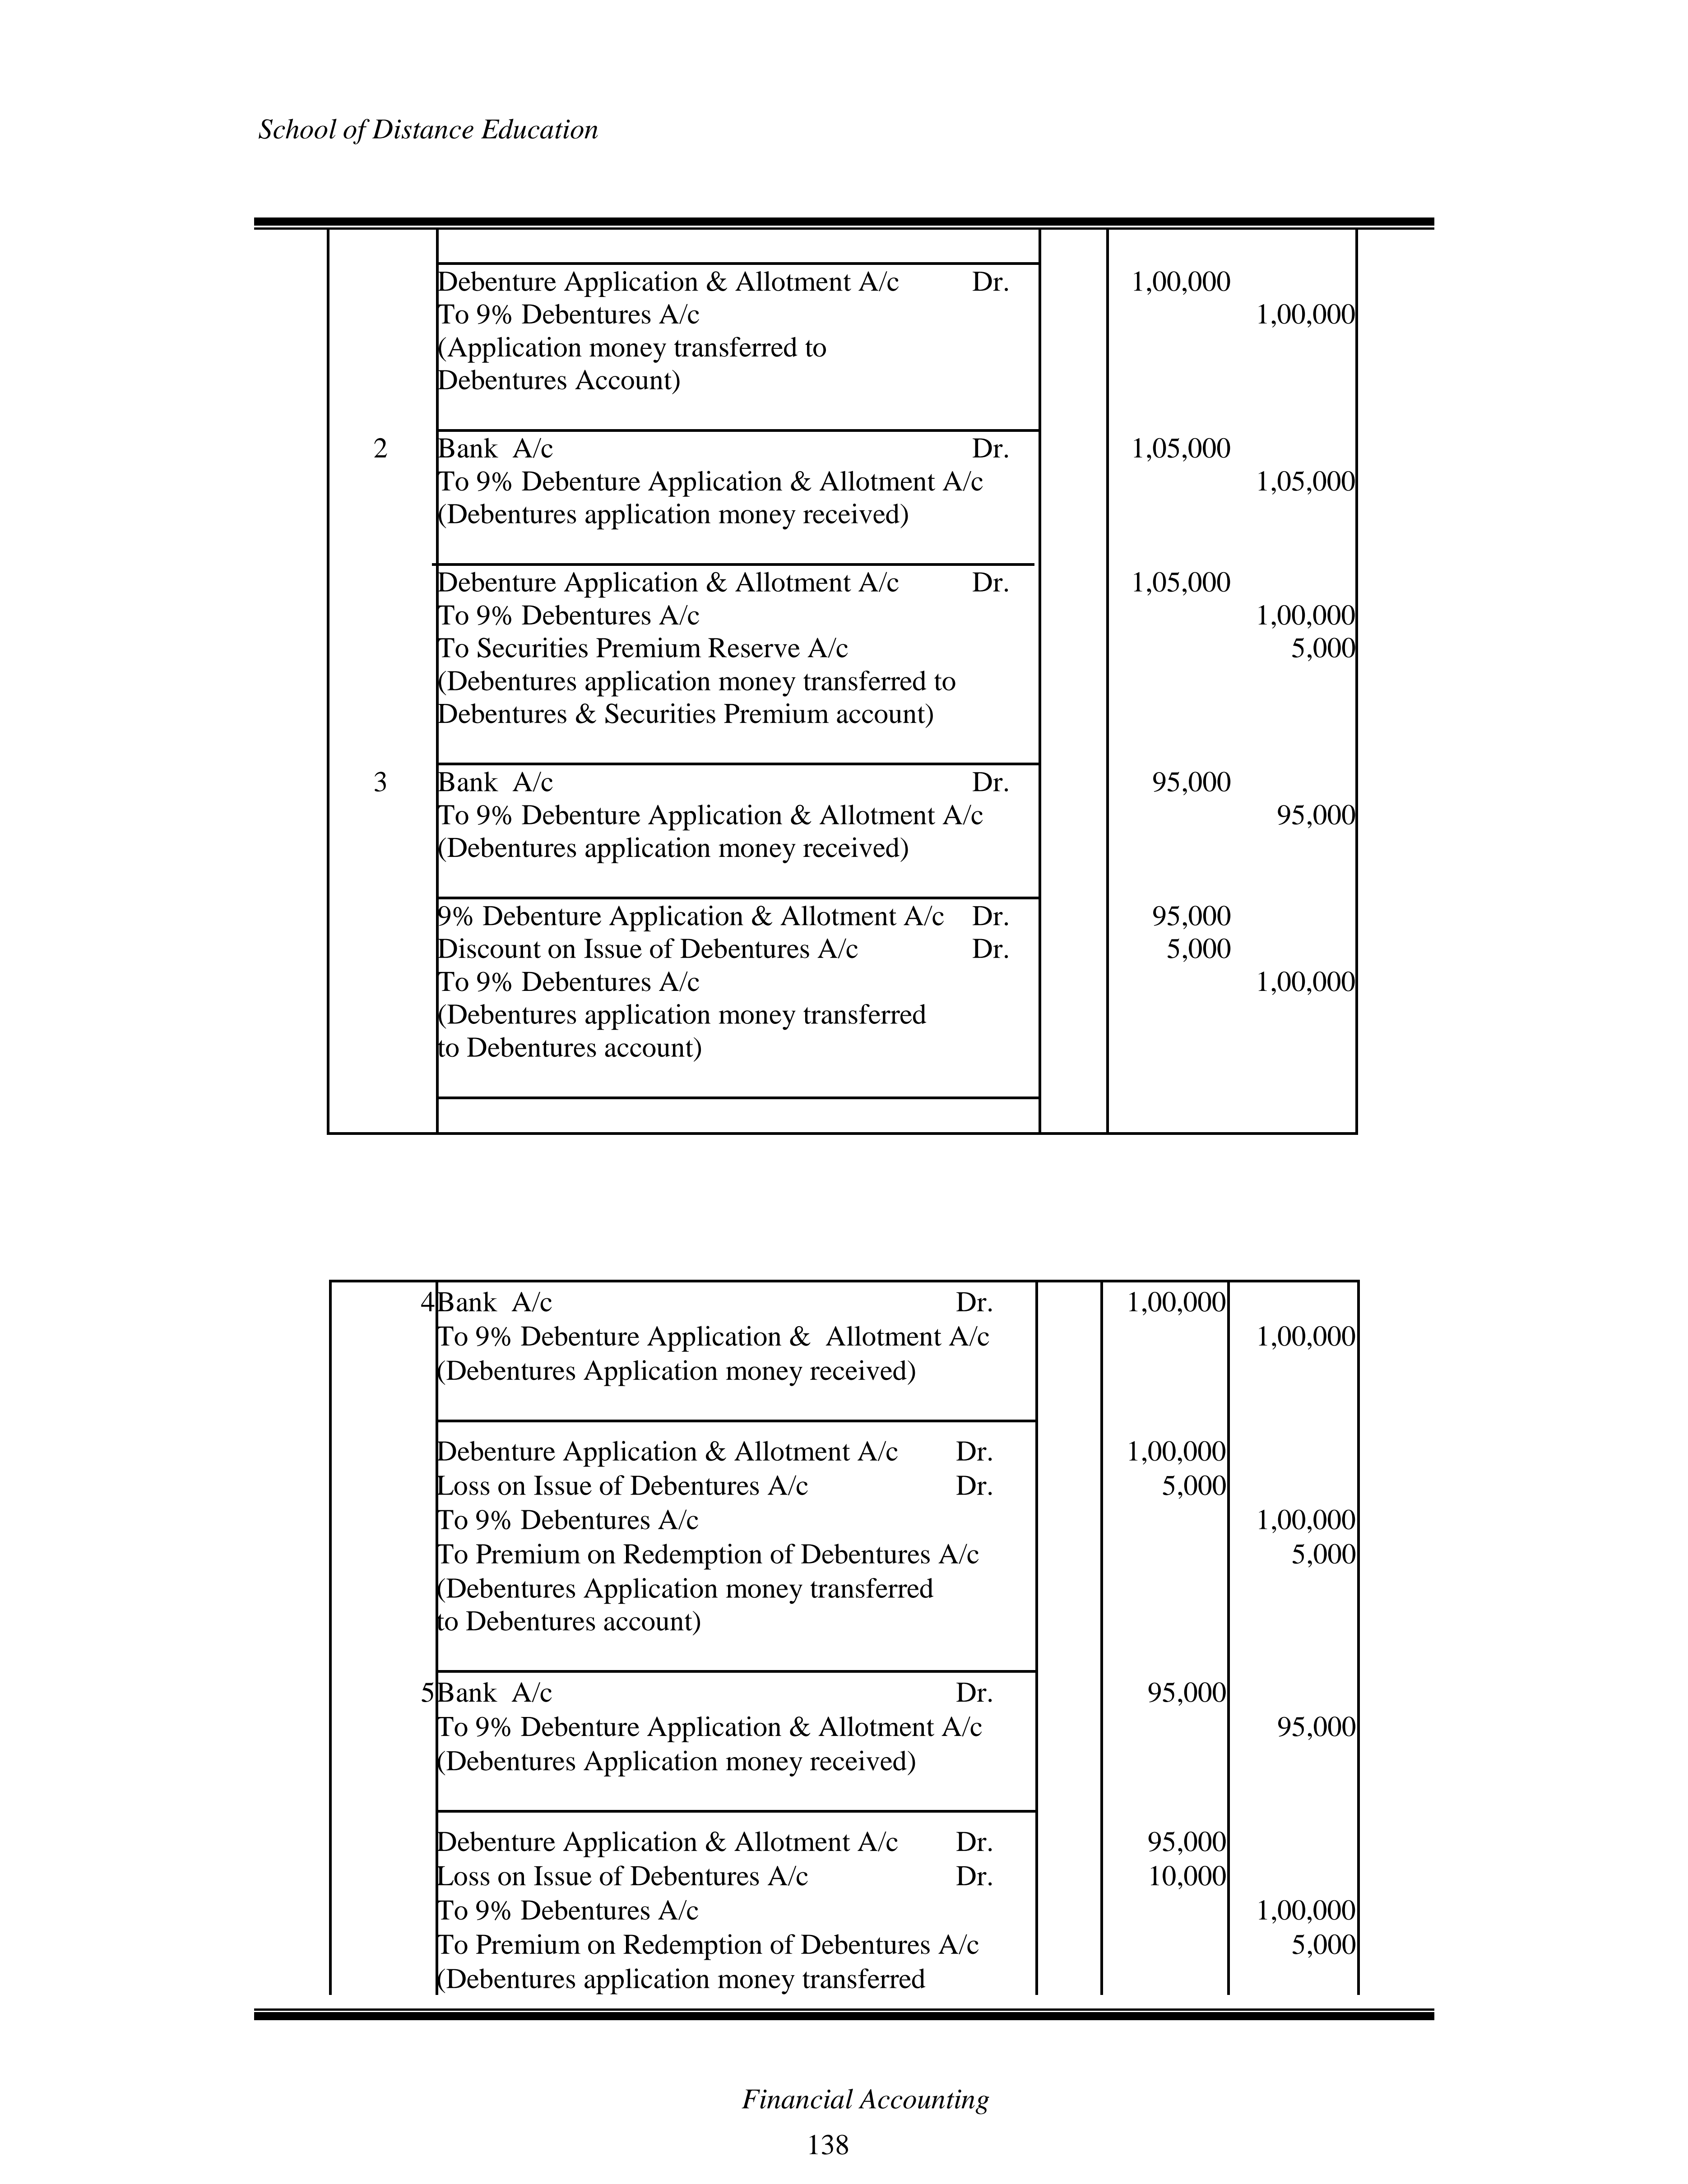 School of Distance Education
Debenture Application & Allotment A/c Dr. 1,00,000
To 9% Debentures A/c 1,00,000
(Application money transferred to
Debentures Account)
2 Bank A/c Dr. 1,05,000
To 9% Debenture Application & Allotment A/c 1,05,000
(Debentures application money received)
Debenture Application & Allotment A/c Dr. 1,05,000
To 9% Debentures A/c 1,00,000
To Securities Premium Reserve A/c 5,000
(Debentures application money transferred to
Debentures & Securities Premium account)
3 Bank A/c Dr. 95,000
To 9% Debenture Application & Allotment A/c 95,000
(Debentures application money received)
9% Debenture Application & Allotment A/c Dr. 95,000
Discount on Issue of Debentures A/c Dr. 5,000
To 9% Debentures A/c 1,00,000
(Debentures application money transferred
to Debentures account)
4 Bank A/c Dr. 1,00,000
To 9% Debenture Application & Allotment A/c 1,00,000
(Debentures Application money received)
Debenture Application & Allotment A/c Dr. 1,00,000
Loss on Issue of Debentures A/c Dr. 5,000
To 9% Debentures A/c 1,00,000
To Premium on Redemption of Debentures A/c 5,000
(Debentures Application money transferred
to Debentures account)
5 Bank A/c Dr. 95,000
To 9% Debenture Application & Allotment A/c 95,000
(Debentures Application money received)
Debenture Application & Allotment A/c Dr. 95,000
Loss on Issue of Debentures A/c Dr. 10,000
To 9% Debentures A/c 1,00,000
To Premium on Redemption of Debentures A/c 5,000
(Debentures application money transferred
Financial Accounting
138